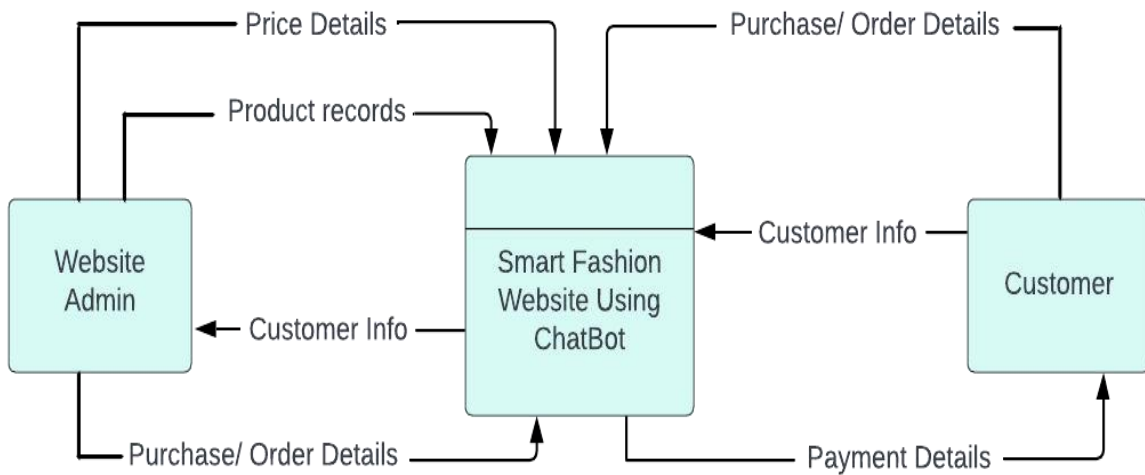 Price Details
Purchase/ Order Details
Product records
Customer Info
Website
Admin
Smart Fashion
Website Using
ChatBot
Customer
Customer Info
Purchase/ Order Details
Payment Details